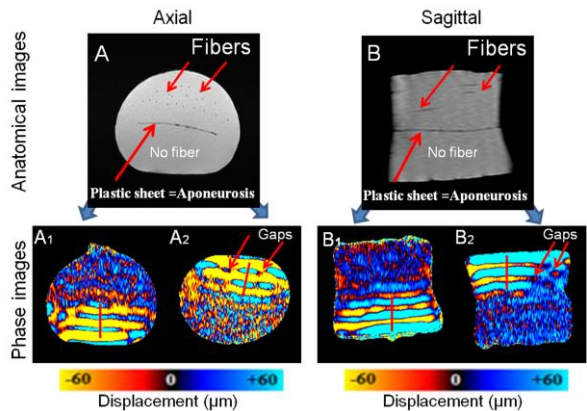 Axial
Sagittal
Anatomical images
A
Fibers
No fiber
Plastic sheet =Aponeurosis
B
Fibers
No fiber
Plastic sheet =Aponeurosis
Phase images
A1
A2
Gaps
B1
B2
Gaps
-60 0 +60
Displacement (µm)
-60 0 +60
Displacement (µm)